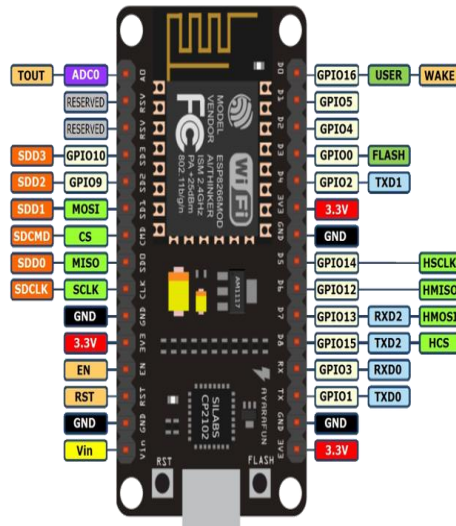 TOUT ADC0 A0 D0 GPIO16 USER WAKE
RESERVED RSV D1 GPIO5
RESERVED RSV D2 GPIO4
SDD3 GPIO10 SD3 D3 GPIO0 FLASH
SDD2 GPIO9 SD2 D4 GPIO2 TXD1
SDD1 MOSI SD1 3V3 3.3V
SDCMD CS CMD GND GND
SDD0 MISO SD0 D5 GPIO14 HSCLK
SDCLK SCLK CLK D6 GPIO12 HMISO
GND GND D7 GPIO13 RXD2 HMOSI
3.3V 3V3 D8 GPIO15 TXD2 HCS
EN EN RX GPIO3 RXD0
RST RST TX GPIO1 TXD0
GND GND GND GND
Vin Vin 3V3 3.3V
MODEL ESP8266MOD
VENDOR AI/THINKER
ISM 2.4GHz
PA +25dBm
802.11b/g/n
FC
Wi Fi
AM1117
AYARAFUN
SILABS
CP2102
RST FLASH